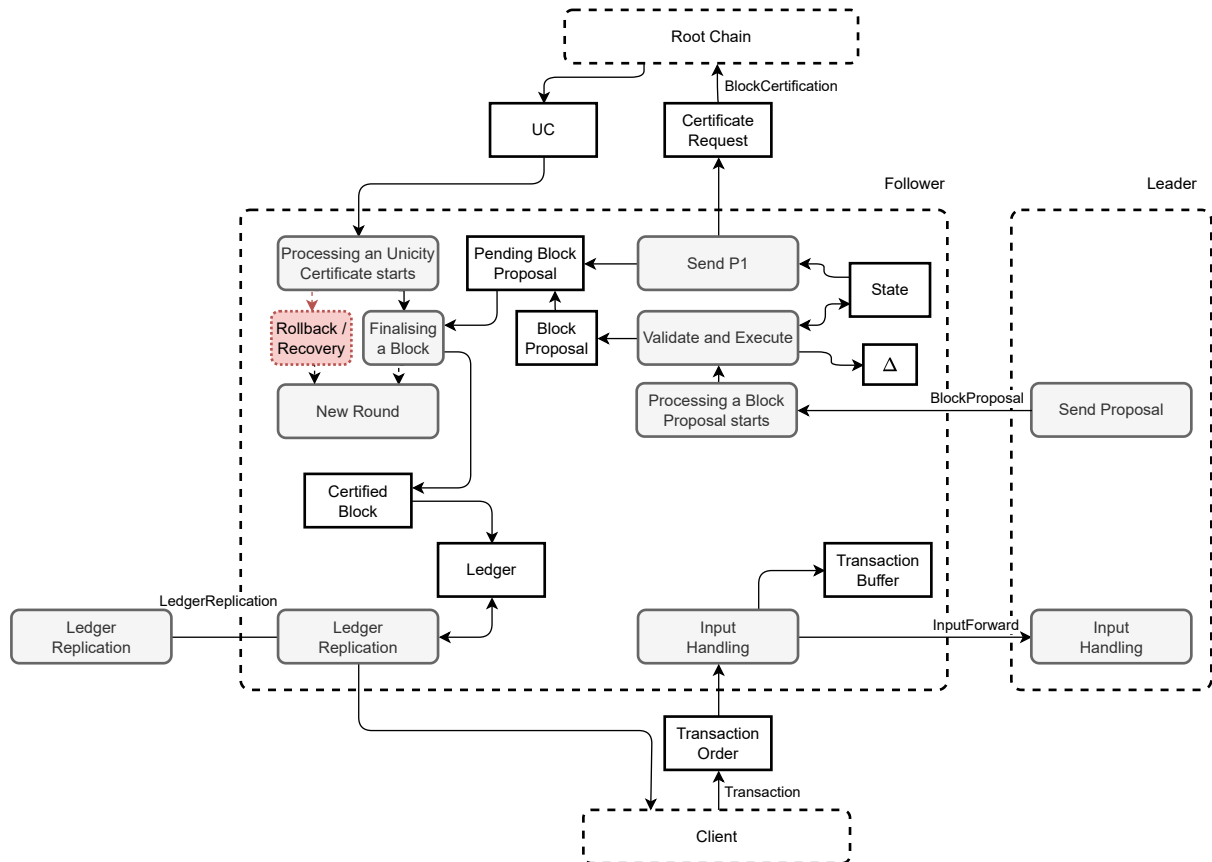 Root Chain
BlockCertification
UC
Certificate
Request
Follower
Leader
Processing an Unicity
Certificate starts
Pending Block
Proposal
Send P1
State
Rollback /
Recovery
Finalising
a Block
Block
Proposal
Validate and Execute
Δ
New Round
Processing a Block
Proposal starts
BlockProposal
Send Proposal
Certified
Block
Ledger
Transaction
Buffer
LedgerReplication
Ledger
Replication
Ledger
Replication
Input
Handling
InputForward
Input
Handling
Transaction
Order
Transaction
Client